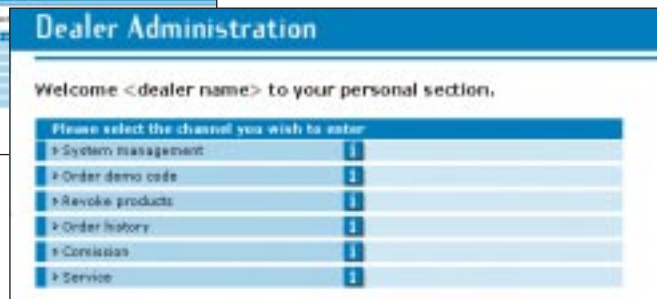 Dealer Administration
Welcome <dealer name> to your personal section.
Please select the channel you wish to enter
System management
Order demo code
Revoke products
Order history
Comission
Service